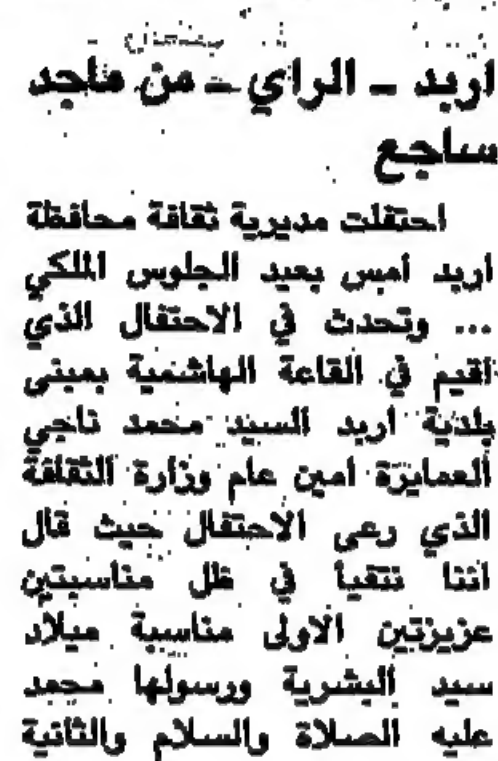 اربد ـ الراي ـ من ماجد
ساجع
احتفلت مديرية ثقافة محافظة
اربد امس بعيد الجلوس الملكي
... وتحدث في الاحتفال الذي
اقيم في القاعة الهاشمية بمبنى
بلدية اربد السيد محمد ناجي
العمايرة امين عام وزارة الثقافة
الذي رعى الاحتفال حيث قال
اننا نتفيأ في ظل مناسبتين
عزيزتين الاولى مناسبة ميلاد
سيد البشرية ورسولها محمد
عليه الصلاة والسلام والثانية